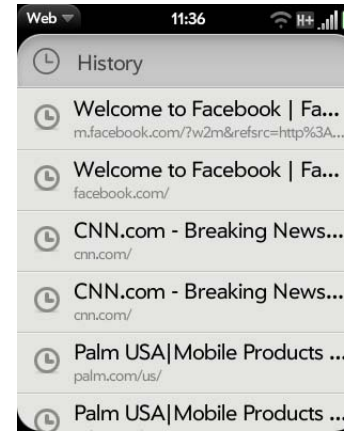 Web
11:36
H+
History
Welcome to Facebook | Fa...
m.facebook.com/?w2m&refsrc=http%3A...
Welcome to Facebook | Fa...
facebook.com/
CNN.com - Breaking News...
cnn.com/
CNN.com - Breaking News...
cnn.com/
Palm USA|Mobile Products ...
palm.com/us/
Palm USA|Mobile Products ...